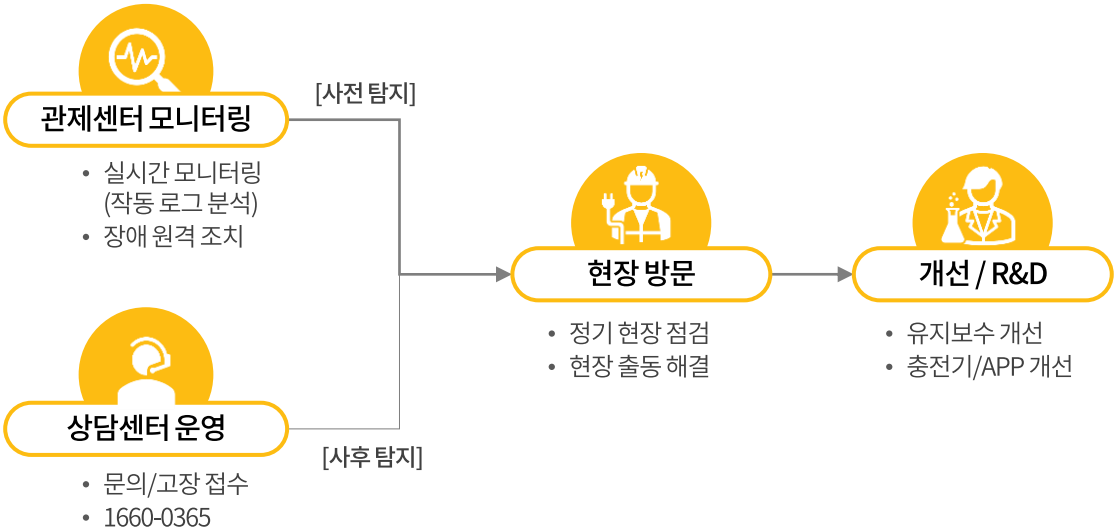 [사전 탐지]
관제센터 모니터링
• 실시간 모니터링
(작동 로그 분석)
• 장애 원격 조치
현장 방문
• 정기 현장 점검
• 현장 출동 해결
개선 / R&D
• 유지보수 개선
• 충전기/APP 개선
상담센터 운영
[사후 탐지]
• 문의/고장 접수
• 1660-0365